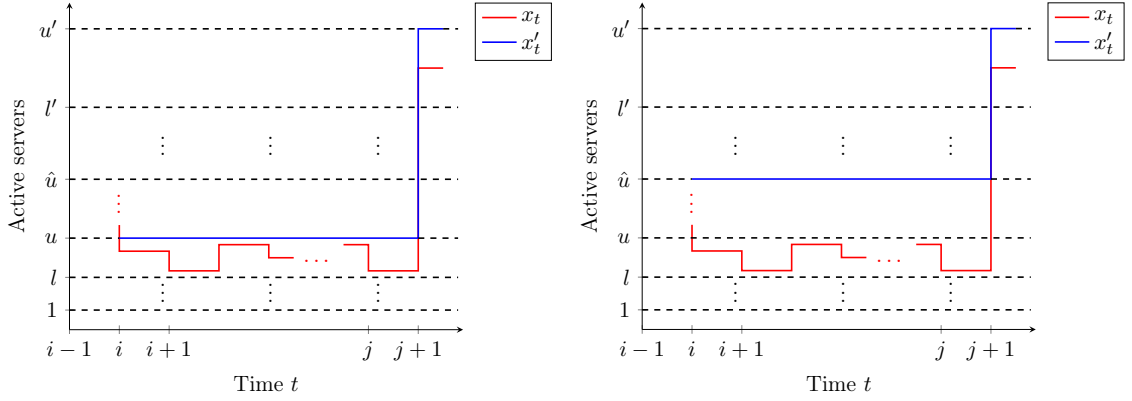 x_t
x'_t
u'
l'
û
u
l
1
Active servers
i − 1
i
i + 1
j
j + 1
Time t
x_t
x'_t
u'
l'
û
u
l
1
Active servers
i − 1
i
i + 1
j
j + 1
Time t